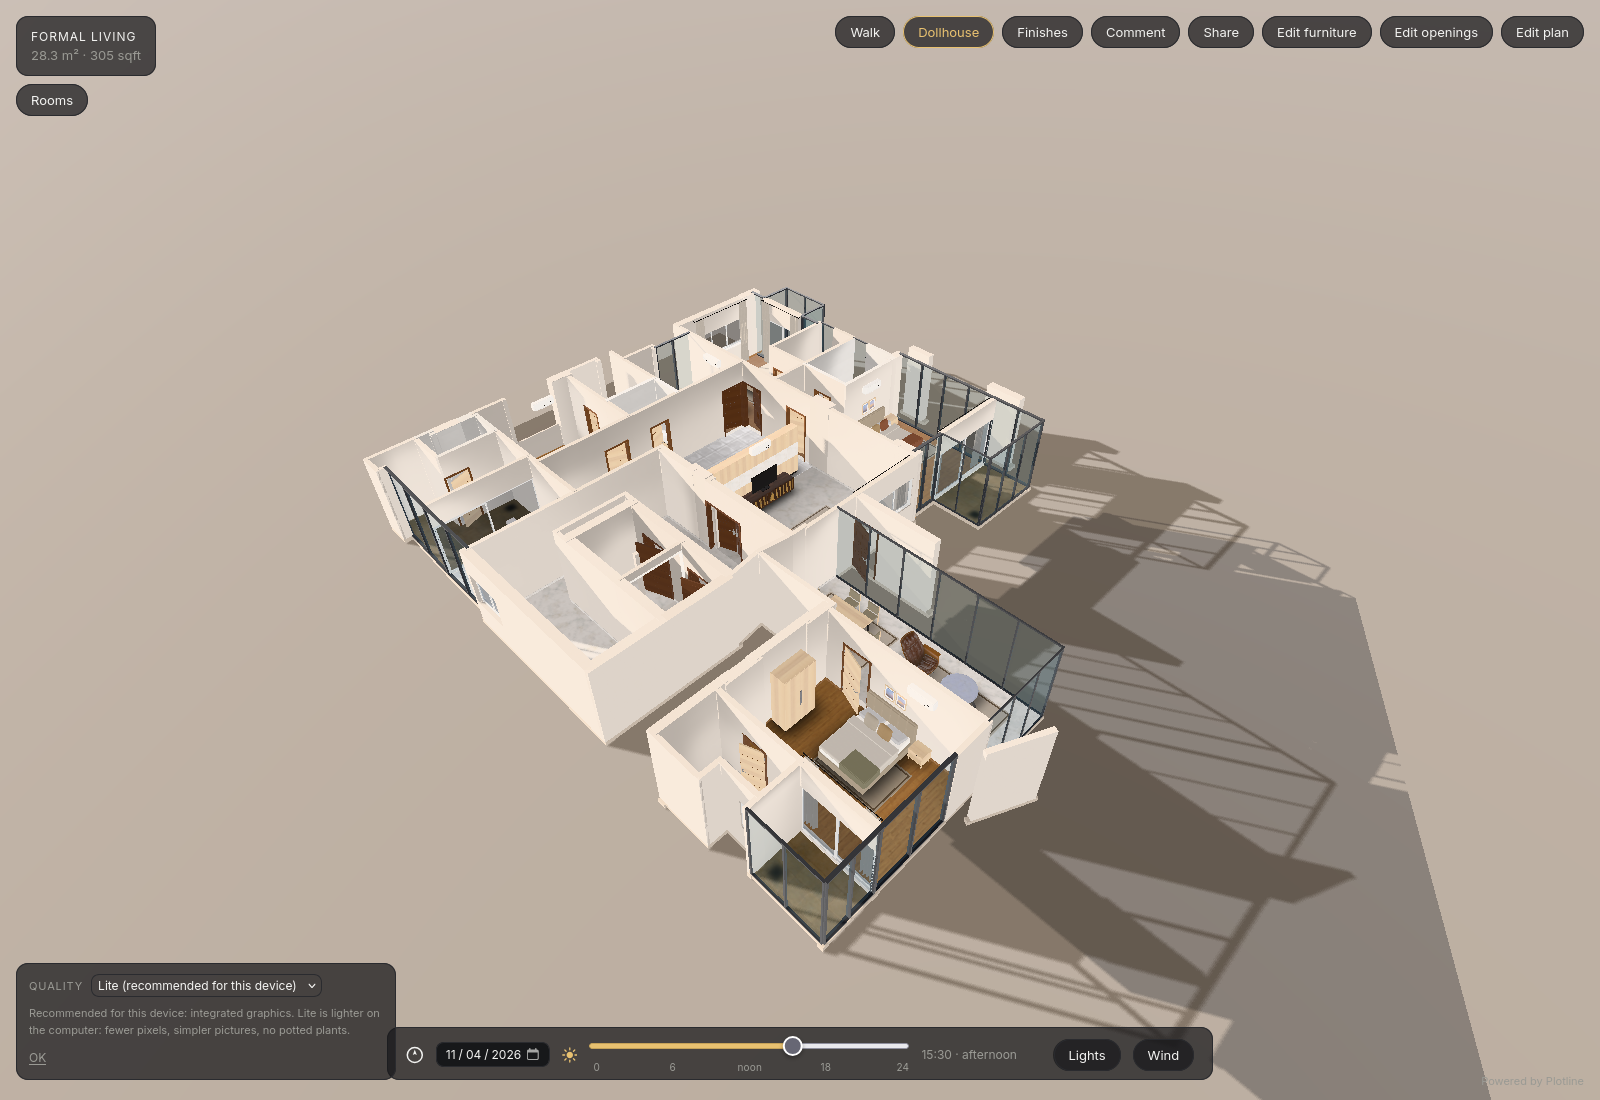 FORMAL LIVING
28.3 m² · 305 sqft
Rooms
Walk
Dollhouse
Finishes
Comment
Share
Edit furniture
Edit openings
Edit plan
QUALITY
Lite (recommended for this device)
Recommended for this device: integrated graphics. Lite is lighter on
the computer: fewer pixels, simpler pictures, no potted plants.
OK
11/04/2026
0
6
noon
18
24
15:30 · afternoon
Lights
Wind
Powered by Plotline